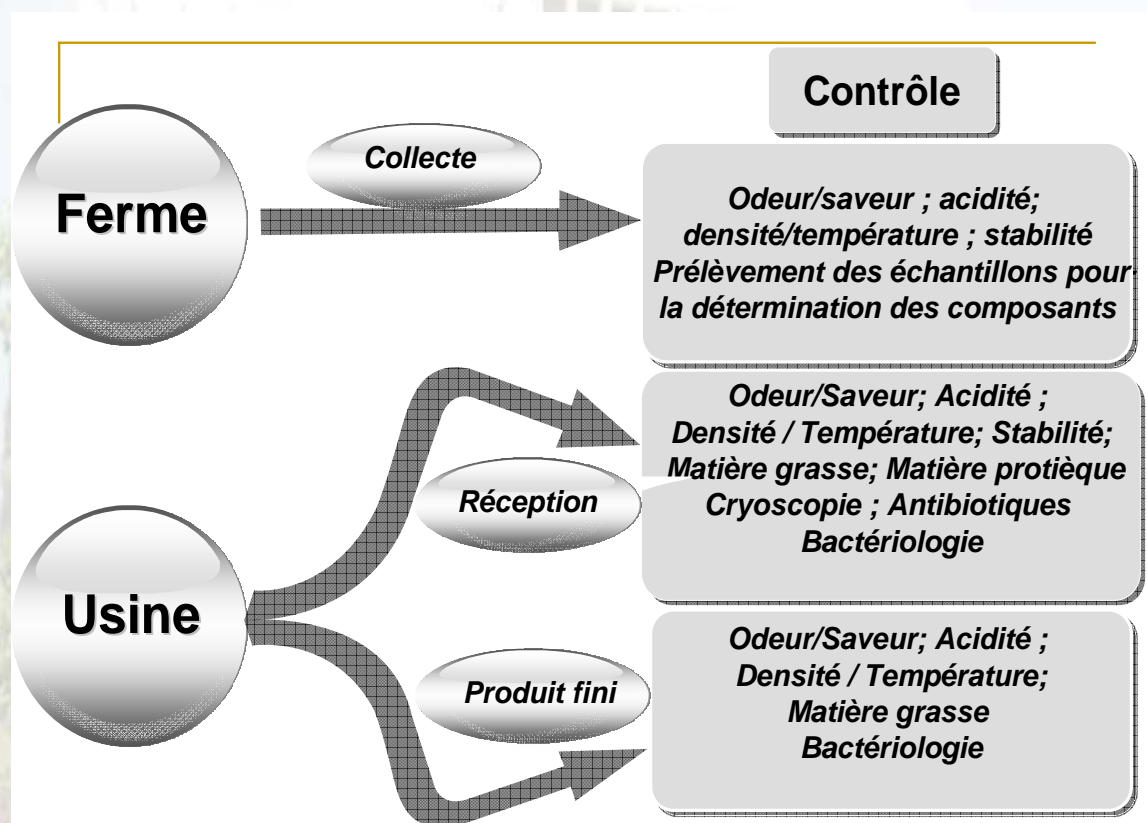 Contrôle
Ferme
Collecte
Odeur/saveur ; acidité;
densité/température ; stabilité
Prélèvement des échantillons pour
la détermination des composants
Usine
Réception
Odeur/Saveur; Acidité ;
Densité / Température; Stabilité;
Matière grasse; Matière protièque
Cryoscopie ; Antibiotiques
Bactériologie
Produit fini
Odeur/Saveur; Acidité ;
Densité / Température;
Matière grasse
Bactériologie